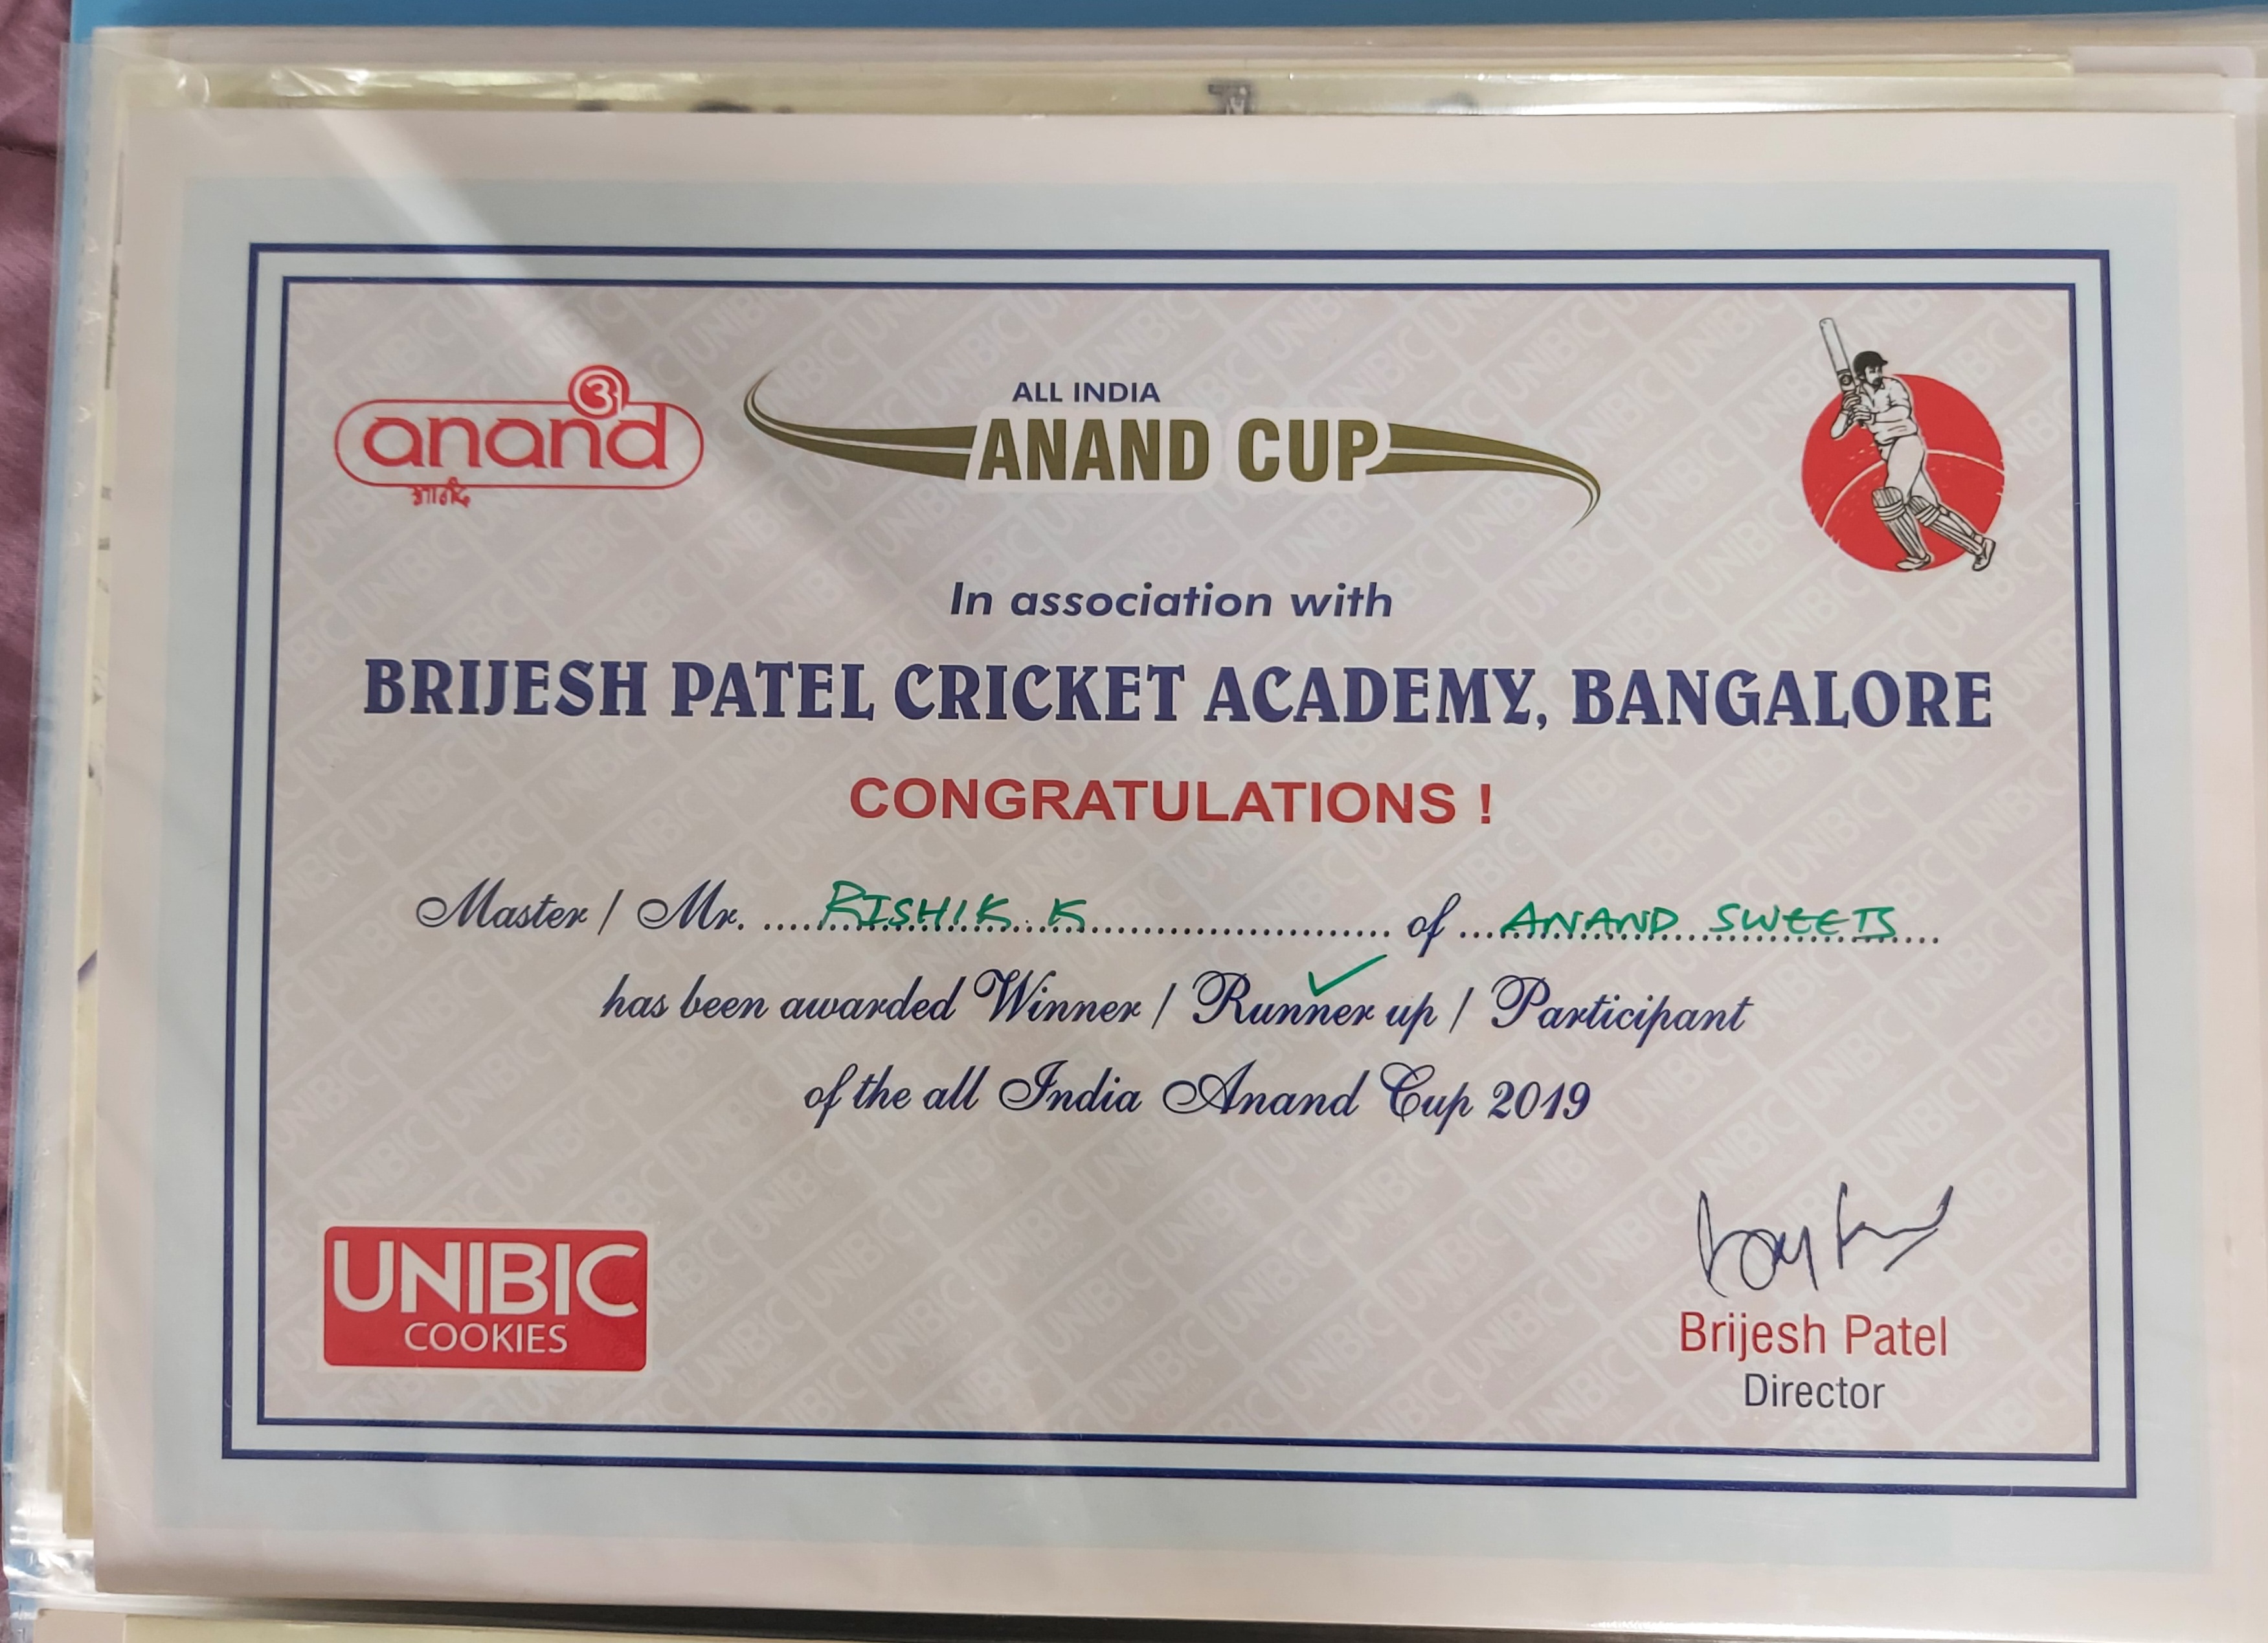 anand
ALL INDIA
ANAND CUP
In association with
BRIJESH PATEL CRICKET ACADEMY, BANGALORE
CONGRATULATIONS !
Master / Mr. ....RISHIK. K.............................. of ...ANAND SWEETS...
has been awarded Winner / Runner up / Participant
of the all India Anand Cup 2019
UNIBIC
COOKIES
Brijesh Patel
Director